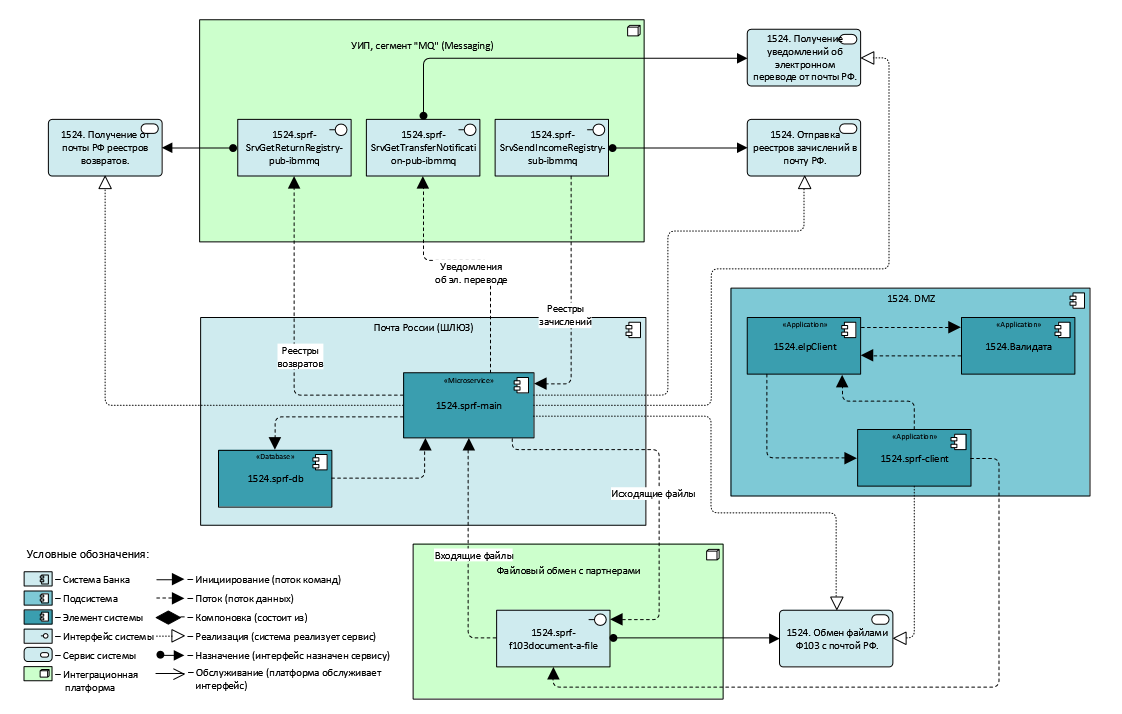 УИП, сегмент "MQ" (Messaging)
1524. Получение
уведомлений об
электронном
переводе от почты РФ.
1524. Получение от
почты РФ реестров
возвратов.
1524.sprf-
SrvGetReturnRegistry-
pub-ibmmq
1524.sprf-
SrvGetTransferNotificati
on-pub-ibmmq
1524.sprf-
SrvSendIncomeRegistry-
sub-ibmmq
1524. Отправка
реестров зачислений в
почту РФ.
Уведомления
об эл. переводе
Реестры
зачислений
Реестры
возвратов
Почта России (ШЛЮЗ)
«Microservice»
1524.sprf-main
«Database»
1524.sprf-db
1524. DMZ
«Application»
1524.elpClient
«Application»
1524.Валидата
«Application»
1524.sprf-client
Исходящие файлы
Входящие файлы
Файловый обмен с партнерами
1524.sprf-
f103document-a-file
1524. Обмен файлами
Ф103 с почтой РФ.
Условные обозначения:
– Система Банка
– Подсистема
– Элемент системы
– Интерфейс системы
– Сервис системы
– Интеграционная
платформа
– Инициирование (поток команд)
– Поток (поток данных)
– Компоновка (состоит из)
– Реализация (система реализует сервис)
– Назначение (интерфейс назначен сервису)
– Обслуживание (платформа обслуживает
интерфейс)